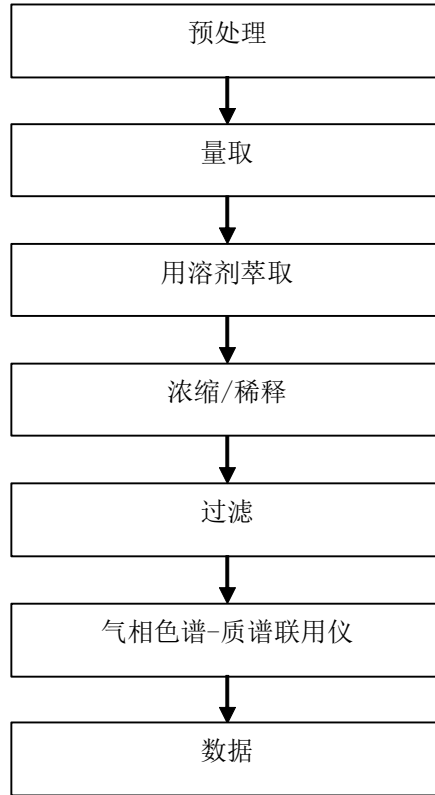 预处理
量取
用溶剂萃取
浓缩/稀释
过滤
气相色谱-质谱联用仪
数据